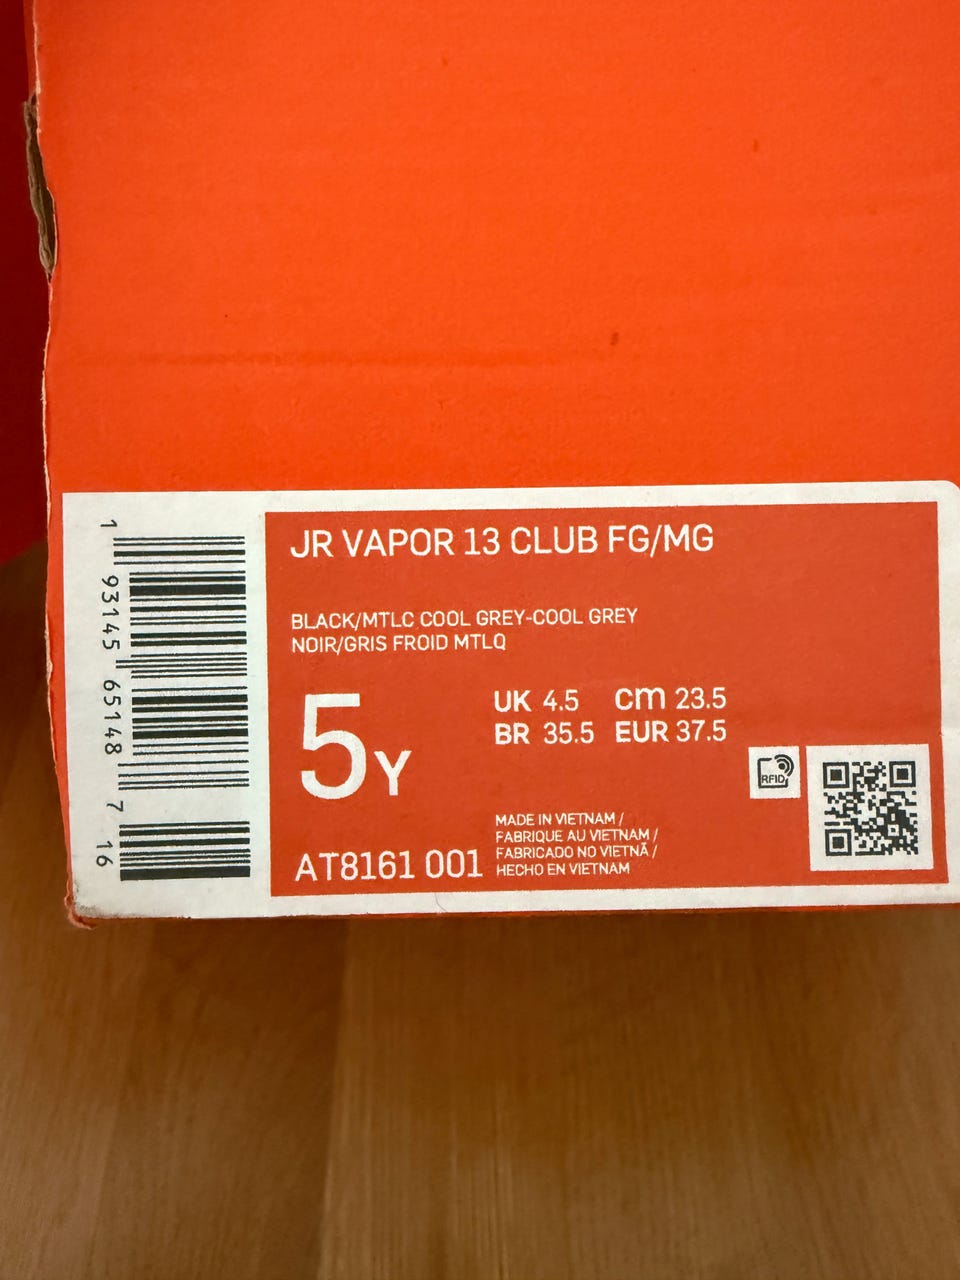 JR VAPOR 13 CLUB FG/MG
BLACK/MTLC COOL GREY-COOL GREY
NOIR/GRIS FROID MTLQ
5Y
UK 4.5 cm 23.5
BR 35.5 EUR 37.5
AT8161 001
MADE IN VIETNAM /
FABRIQUE AU VIETNAM /
FABRICADO NO VIETNÃ /
HECHO EN VIETNAM
RFID
1 93145 65148 7 16